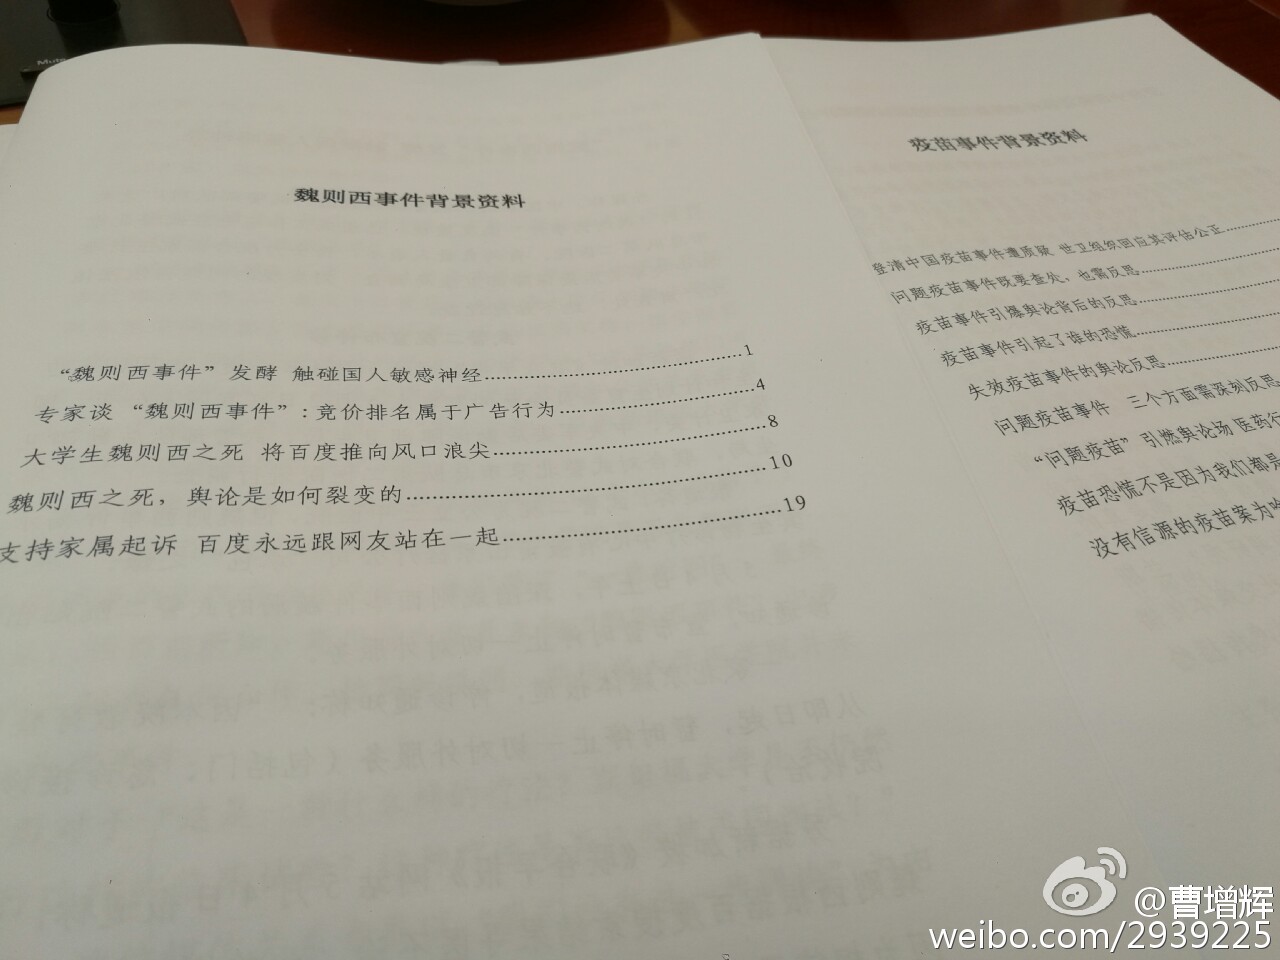 魏则西事件背景资料
“魏则西事件”发酵 触碰国人敏感神经........1
专家谈 “魏则西事件”：竞价排名属于广告行为........4
大学生魏则西之死 将百度推向风口浪尖........8
魏则西之死，舆论是如何裂变的........10
支持家属起诉 百度永远跟网友站在一起........19
疫苗事件背景资料
澄清中国疫苗事件遭质疑 世卫组织回应其评估公正........
问题疫苗事件既要查处，也需反思........
疫苗事件引爆舆论背后的反思........
疫苗事件引起了谁的恐慌........
失效疫苗事件的舆论反思........
问题疫苗事件 三个方面需深刻反思
“问题疫苗”引燃舆论场 医药行
疫苗恐慌不是因为我们都是
没有信源的疫苗案为啥
@曹增辉
weibo.com/2939225